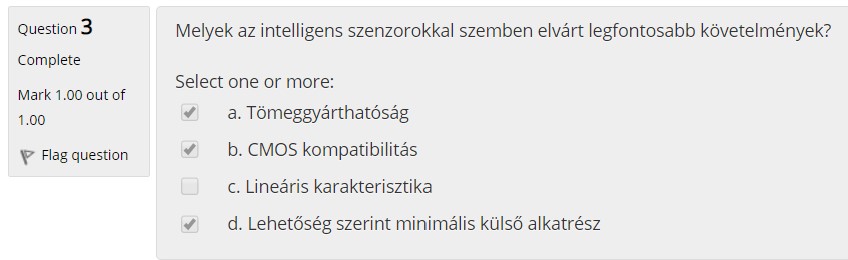 Question 3
Complete
Mark 1.00 out of
1.00
Flag question
Melyek az intelligens szenzorokkal szemben elvárt legfontosabb követelmények?
Select one or more:
a. Tömeggyárthatóság
b. CMOS kompatibilitás
c. Lineáris karakterisztika
d. Lehetőség szerint minimális külső alkatrész